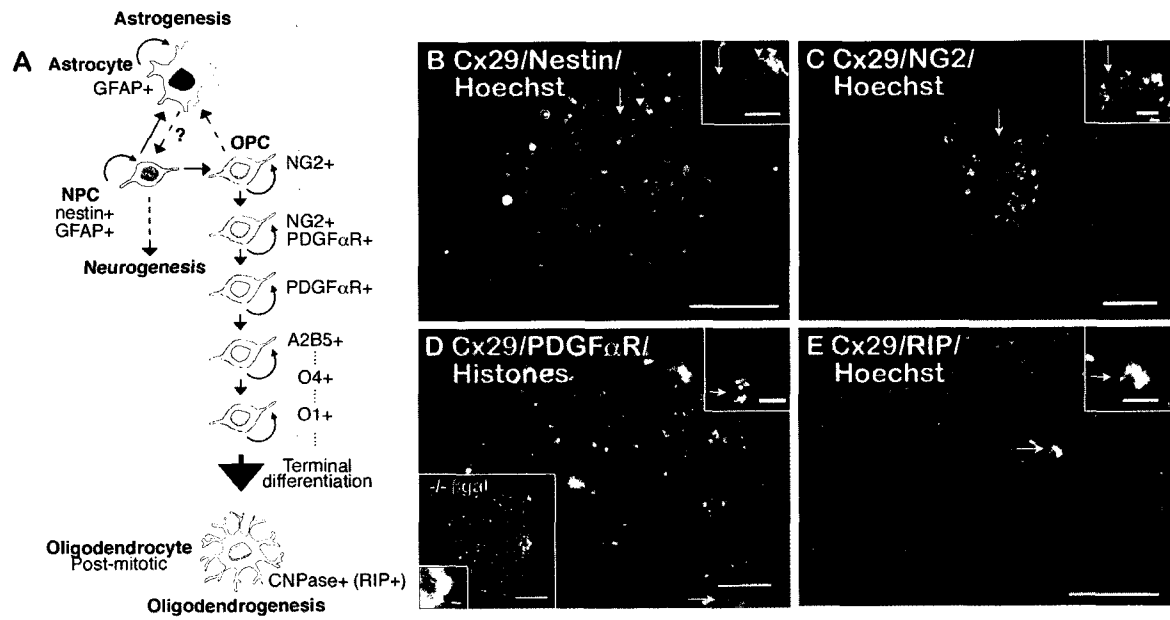 Astrogenesis
A
Astrocyte
GFAP+
?
OPC
NG2+
NPC
nestin+
GFAP+
NG2+
PDGFαR+
Neurogenesis
PDGFαR+
A2B5+
O4+
O1+
Terminal
differentiation
Oligodendrocyte
Post-mitotic
CNPase+ (RIP+)
Oligodendrogenesis
B Cx29/Nestin/
Hoechst
C Cx29/NG2/
Hoechst
D Cx29/PDGFαR/
Histones
-/- βgal
E Cx29/RIP/
Hoechst